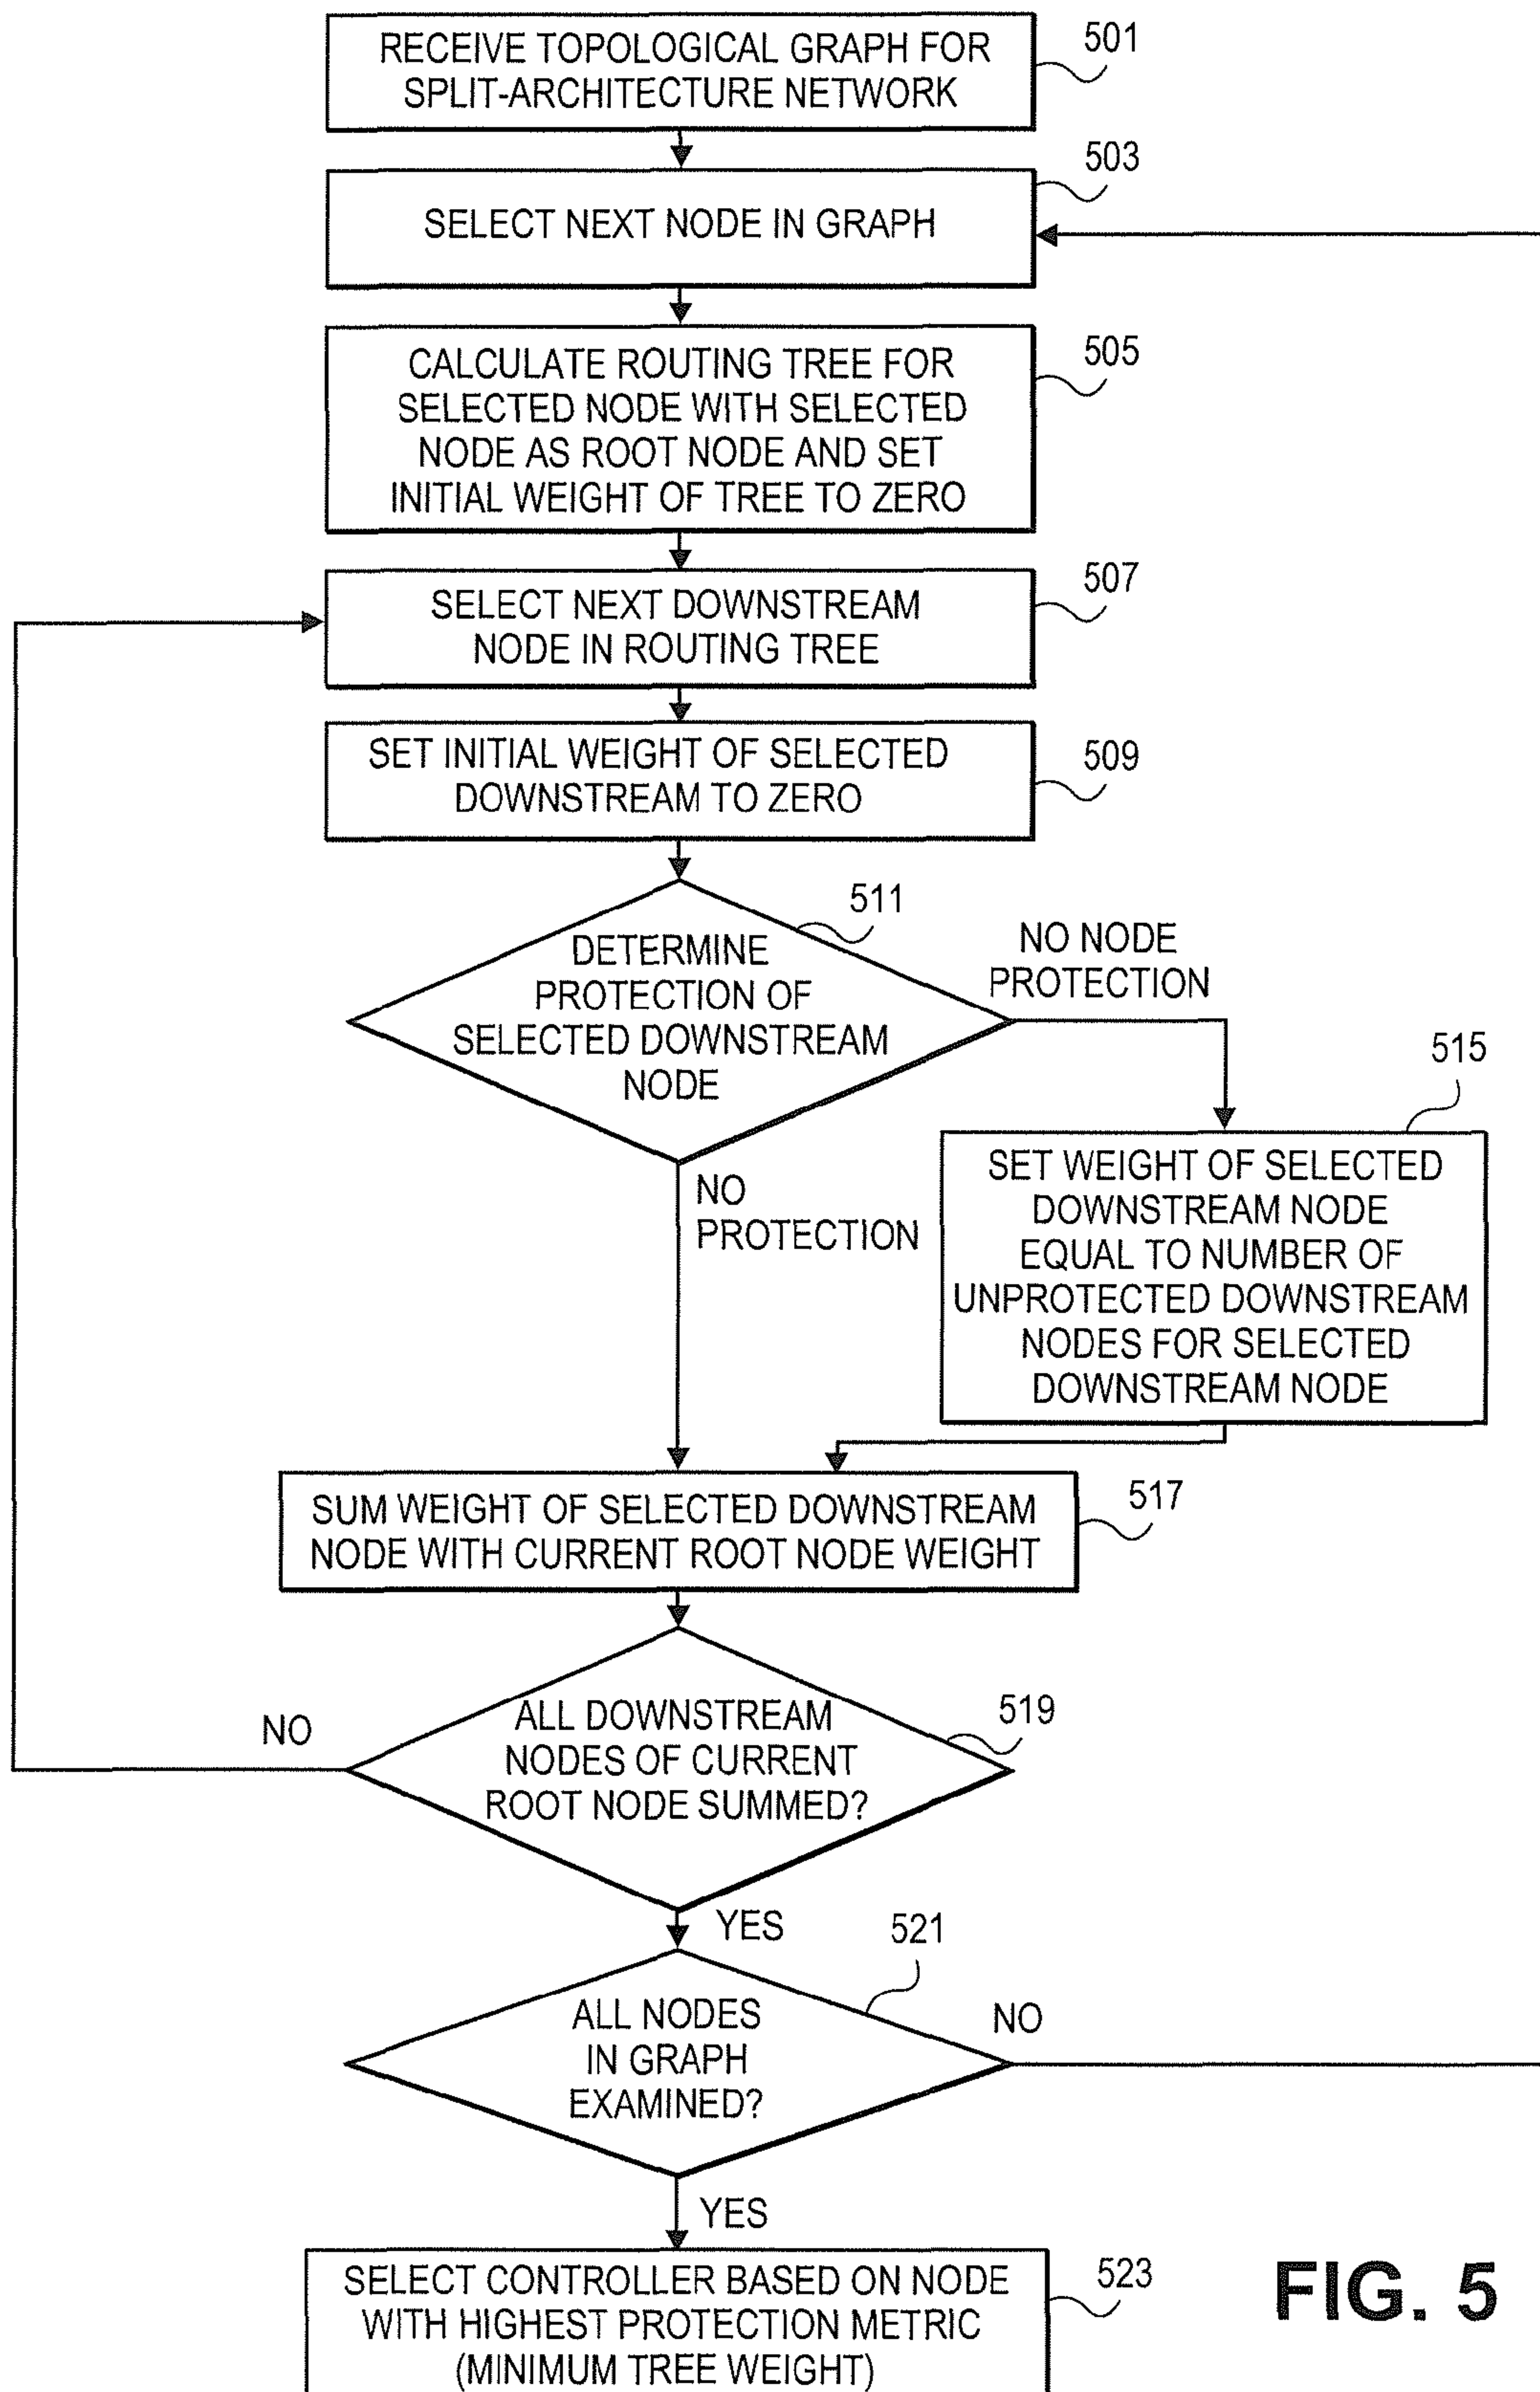 RECEIVE TOPOLOGICAL GRAPH FOR
SPLIT-ARCHITECTURE NETWORK
501
SELECT NEXT NODE IN GRAPH
503
CALCULATE ROUTING TREE FOR
SELECTED NODE WITH SELECTED
NODE AS ROOT NODE AND SET
INITIAL WEIGHT OF TREE TO ZERO
505
SELECT NEXT DOWNSTREAM
NODE IN ROUTING TREE
507
SET INITIAL WEIGHT OF SELECTED
DOWNSTREAM TO ZERO
509
DETERMINE
PROTECTION OF
SELECTED DOWNSTREAM
NODE
511
NO NODE
PROTECTION
NO
PROTECTION
515
SET WEIGHT OF SELECTED
DOWNSTREAM NODE
EQUAL TO NUMBER OF
UNPROTECTED DOWNSTREAM
NODES FOR SELECTED
DOWNSTREAM NODE
SUM WEIGHT OF SELECTED DOWNSTREAM
NODE WITH CURRENT ROOT NODE WEIGHT
517
ALL DOWNSTREAM
NODES OF CURRENT
ROOT NODE SUMMED?
519
NO
YES
ALL NODES
IN GRAPH
EXAMINED?
521
NO
YES
SELECT CONTROLLER BASED ON NODE
WITH HIGHEST PROTECTION METRIC
(MINIMUM TREE WEIGHT)
523
FIG. 5